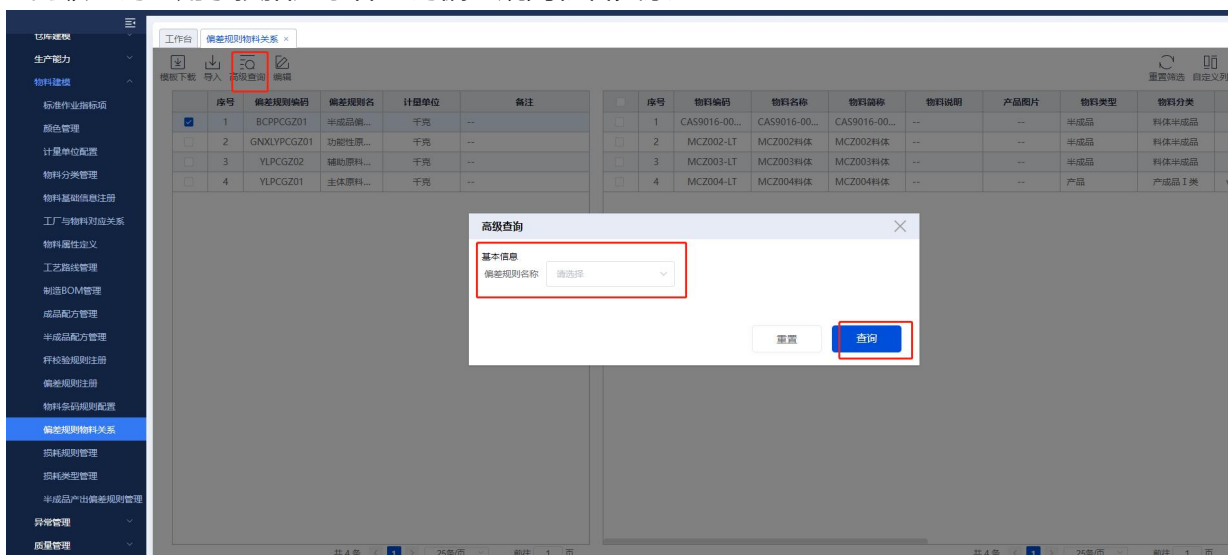 工作台 偏差规则物料关系 ×
生产能力
物料建模
标准作业指标项
颜色管理
计量单位配置
物料分类管理
物料基础信息注册
工厂与物料对应关系
物料属性定义
工艺路线管理
制造BOM管理
成品配方管理
半成品配方管理
秤校验规则注册
偏差规则注册
物料条码规则配置
偏差规则物料关系
损耗规则管理
损耗类型管理
半成品产出偏差规则管理
异常管理
质量管理
模板下载 导入 高级查询 编辑
重置筛选 自定义列
序号 偏差规则编码 偏差规则名 计量单位 备注
1 BCPPCGZ01 半成品偏... 千克 --
2 GNXLYPCGZ01 功能性原... 千克 --
3 YLPCGZ02 辅助原料... 千克 --
4 YLPCGZ01 主体原料... 千克 --
序号 物料编码 物料名称 物料简称 物料说明 产品图片 物料类型 物料分类
1 CAS9016-00... CAS9016-00... CAS9016-00... -- -- 半成品 料体半成品
2 MCZ002-LT MCZ002料体 MCZ002料体 -- -- 半成品 料体半成品
3 MCZ003-LT MCZ003料体 MCZ003料体 -- -- 半成品 料体半成品
4 MCZ004-LT MCZ004料体 MCZ004料体 -- -- 产品 产成品 I 类
高级查询
基本信息
偏差规则名称 请选择
重置 查询
共 4 条 1 25条/页 前往 1 页
共 4 条 1 25条/页 前往 1 页